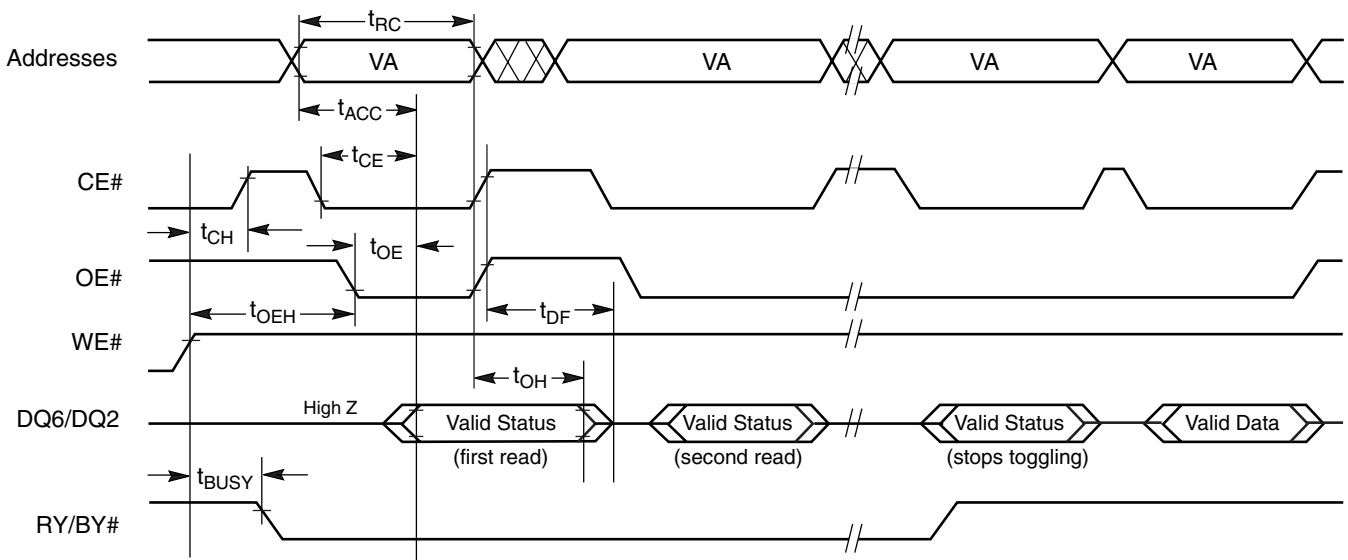 tRC
Addresses VA VA VA VA
tACC
tCE
CE#
tCH tOE
OE#
tOEH tDF
WE#
tOH
DQ6/DQ2 High Z Valid Status Valid Status Valid Status Valid Data
(first read) (second read) (stops toggling)
tBUSY
RY/BY#